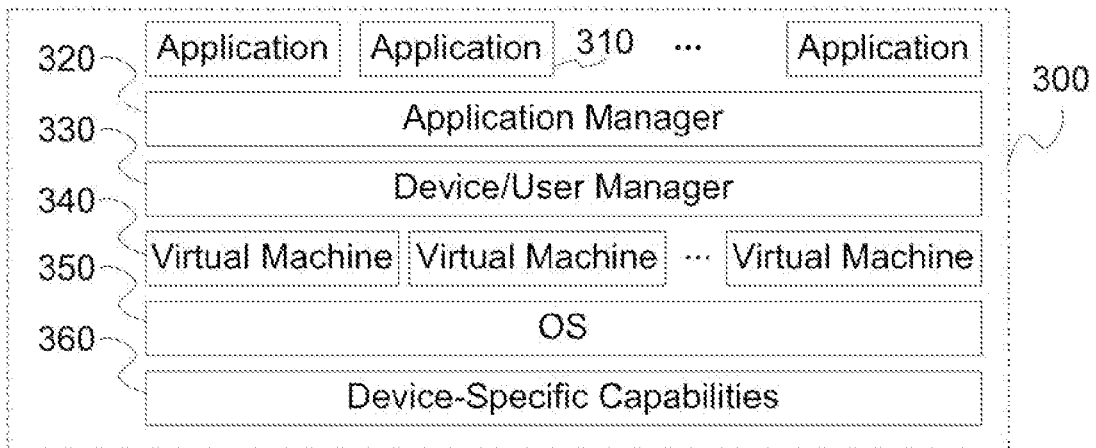 Application Application 310 ... Application
320
300
Application Manager
330
Device/User Manager
340
Virtual Machine Virtual Machine ... Virtual Machine
350
OS
360
Device-Specific Capabilities